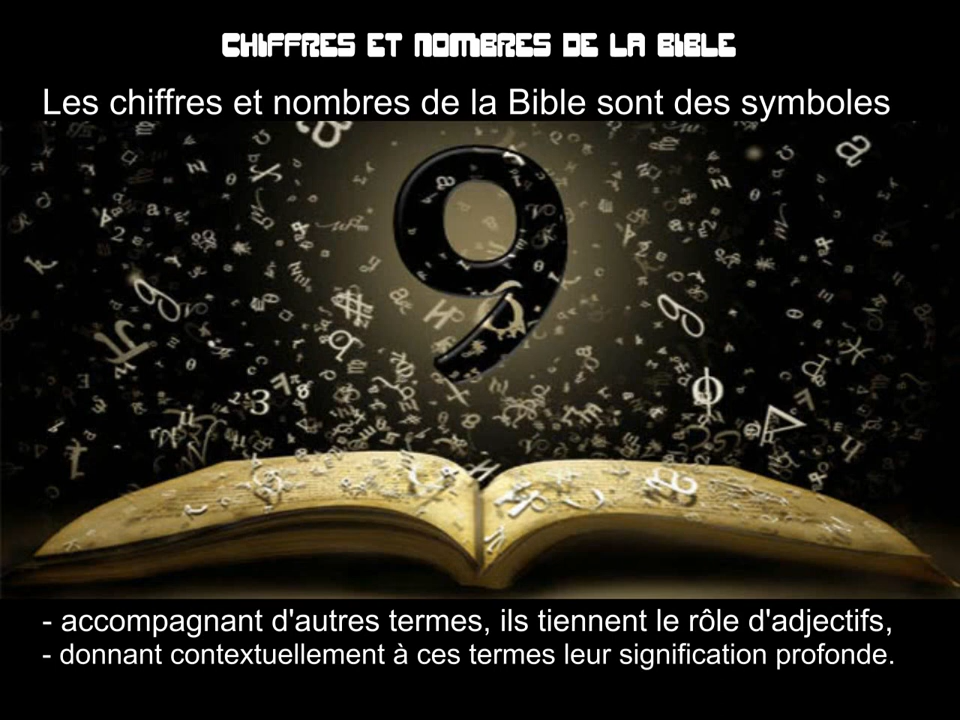 CHIFFRES ET NOMBRES DE LA BIBLE
Les chiffres et nombres de la Bible sont des symboles
9
- accompagnant d'autres termes, ils tiennent le rôle d'adjectifs,
- donnant contextuellement à ces termes leur signification profonde.